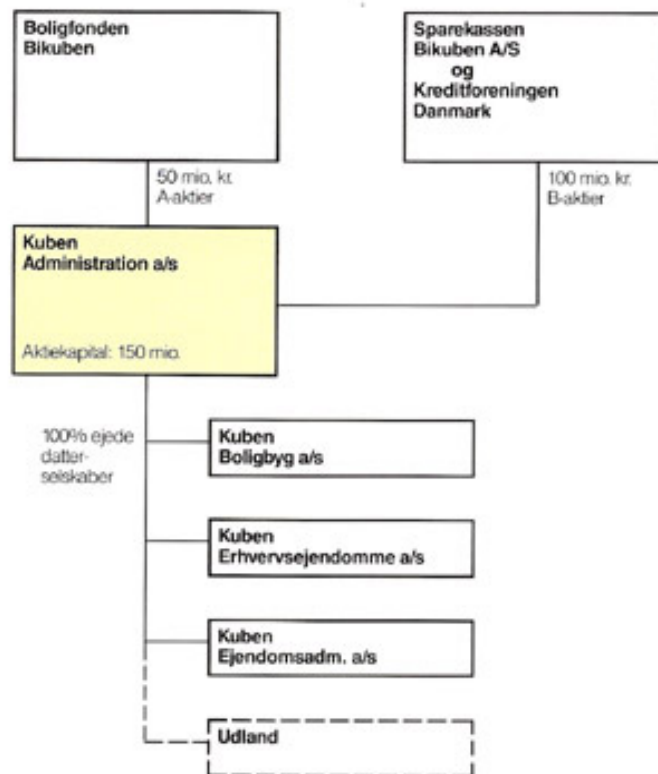 Boligfonden
Bikuben
Sparekassen
Bikuben A/S
og
Kreditforeningen
Danmark
50 mio. kr.
A-aktier
100 mio. kr.
B-aktier
Kuben
Administration a/s
Aktiekapital: 150 mio.
100% ejede
datter-
selskaber
Kuben
Boligbyg a/s
Kuben
Erhvervsejendomme a/s
Kuben
Ejendomsadm. a/s
Udland